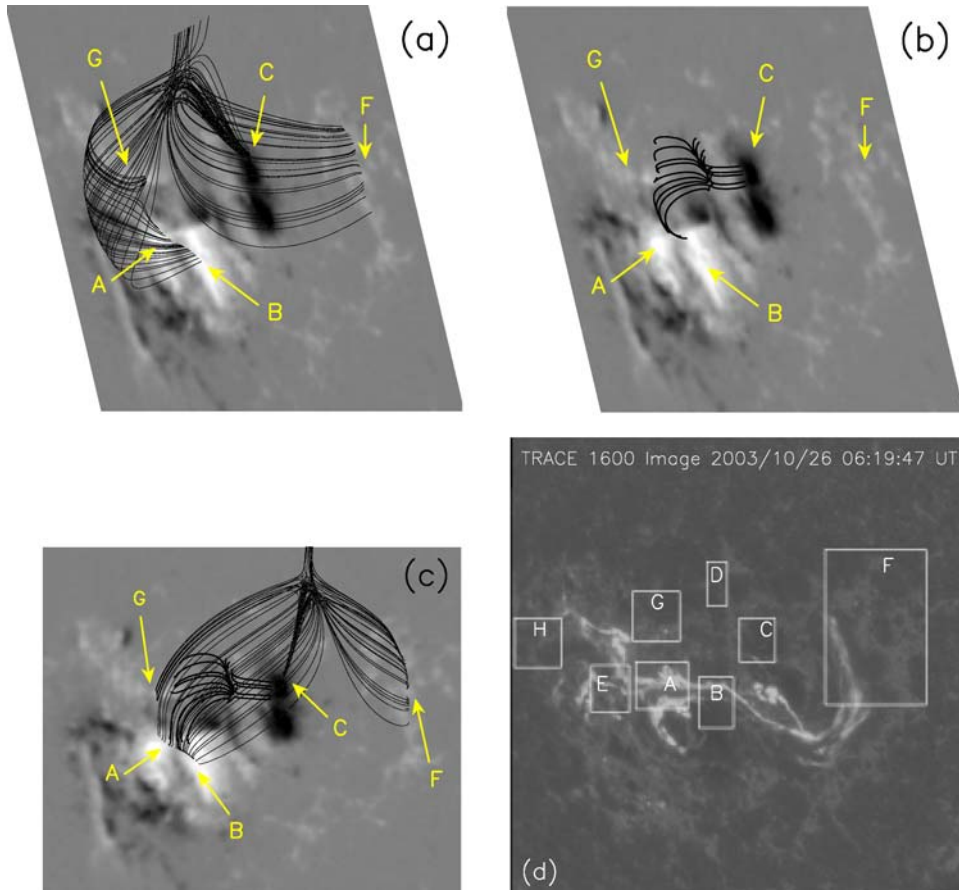 (a)
G
C
F
A
B
(b)
G
C
F
A
B
(c)
G
C
A
F
B
TRACE 1600 Image 2003/10/26 06:19:47 UT
D
F
G
H
C
E
A
B
(d)